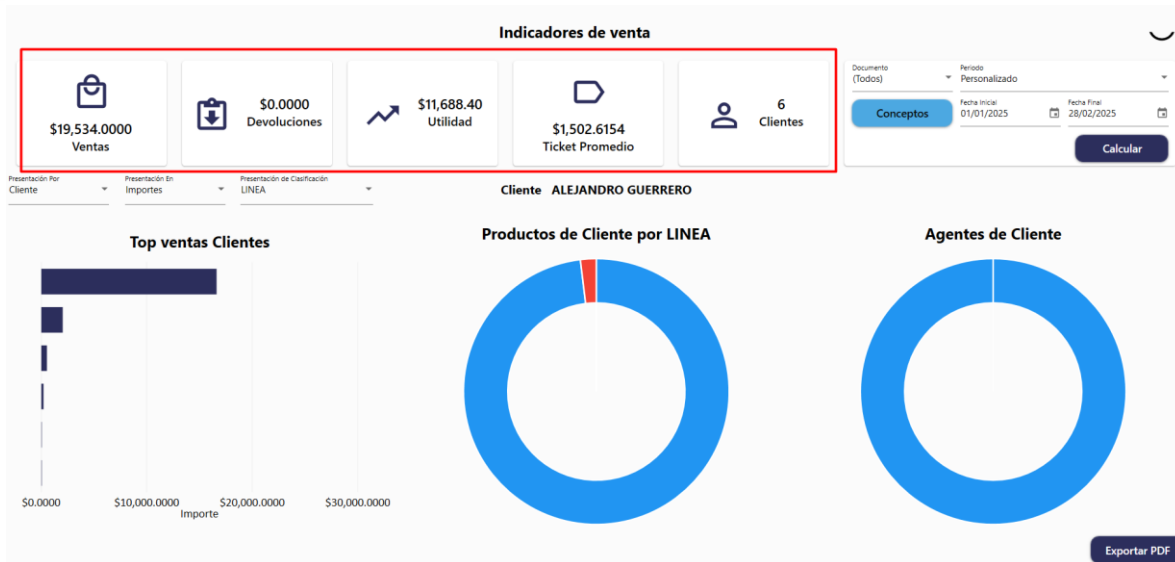 Indicadores de venta
$19,534.0000
Ventas
$0.0000
Devoluciones
$11,688.40
Utilidad
$1,502.6154
Ticket Promedio
6
Clientes
Documento
(Todos)
Periodo
Personalizado
Conceptos
Fecha Inicial
01/01/2025
Fecha Final
28/02/2025
Calcular
Presentación Por
Cliente
Presentación En
Importes
Presentación de Clasificación
LINEA
Cliente ALEJANDRO GUERRERO
Top ventas Clientes
$0.0000 $10,000.0000 $20,000.0000 $30,000.0000
Importe
Productos de Cliente por LINEA
Agentes de Cliente
Exportar PDF